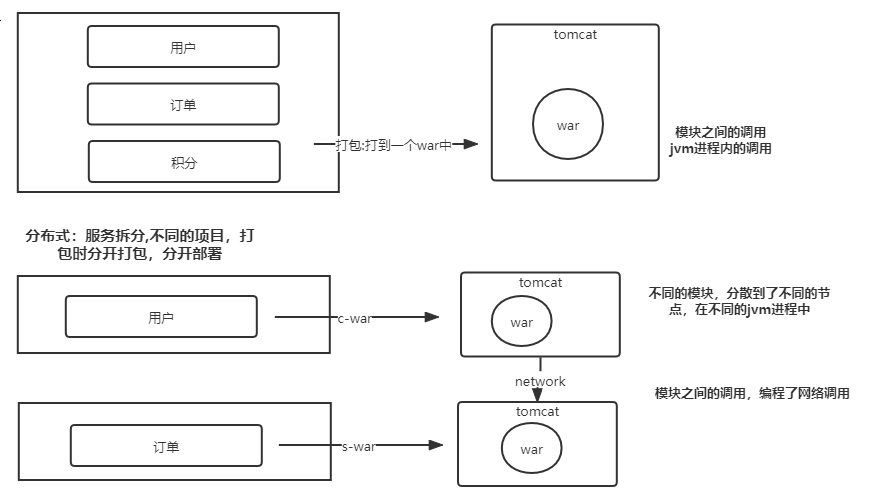 用户
订单
积分
打包:打到一个war中
tomcat
war
模块之间的调用
jvm进程内的调用
分布式：服务拆分,不同的项目，打
包时分开打包，分开部署
用户
c-war
tomcat
war
不同的模块，分散到了不同的节
点，在不同的jvm进程中
network
模块之间的调用，编程了网络调用
订单
s-war
tomcat
war